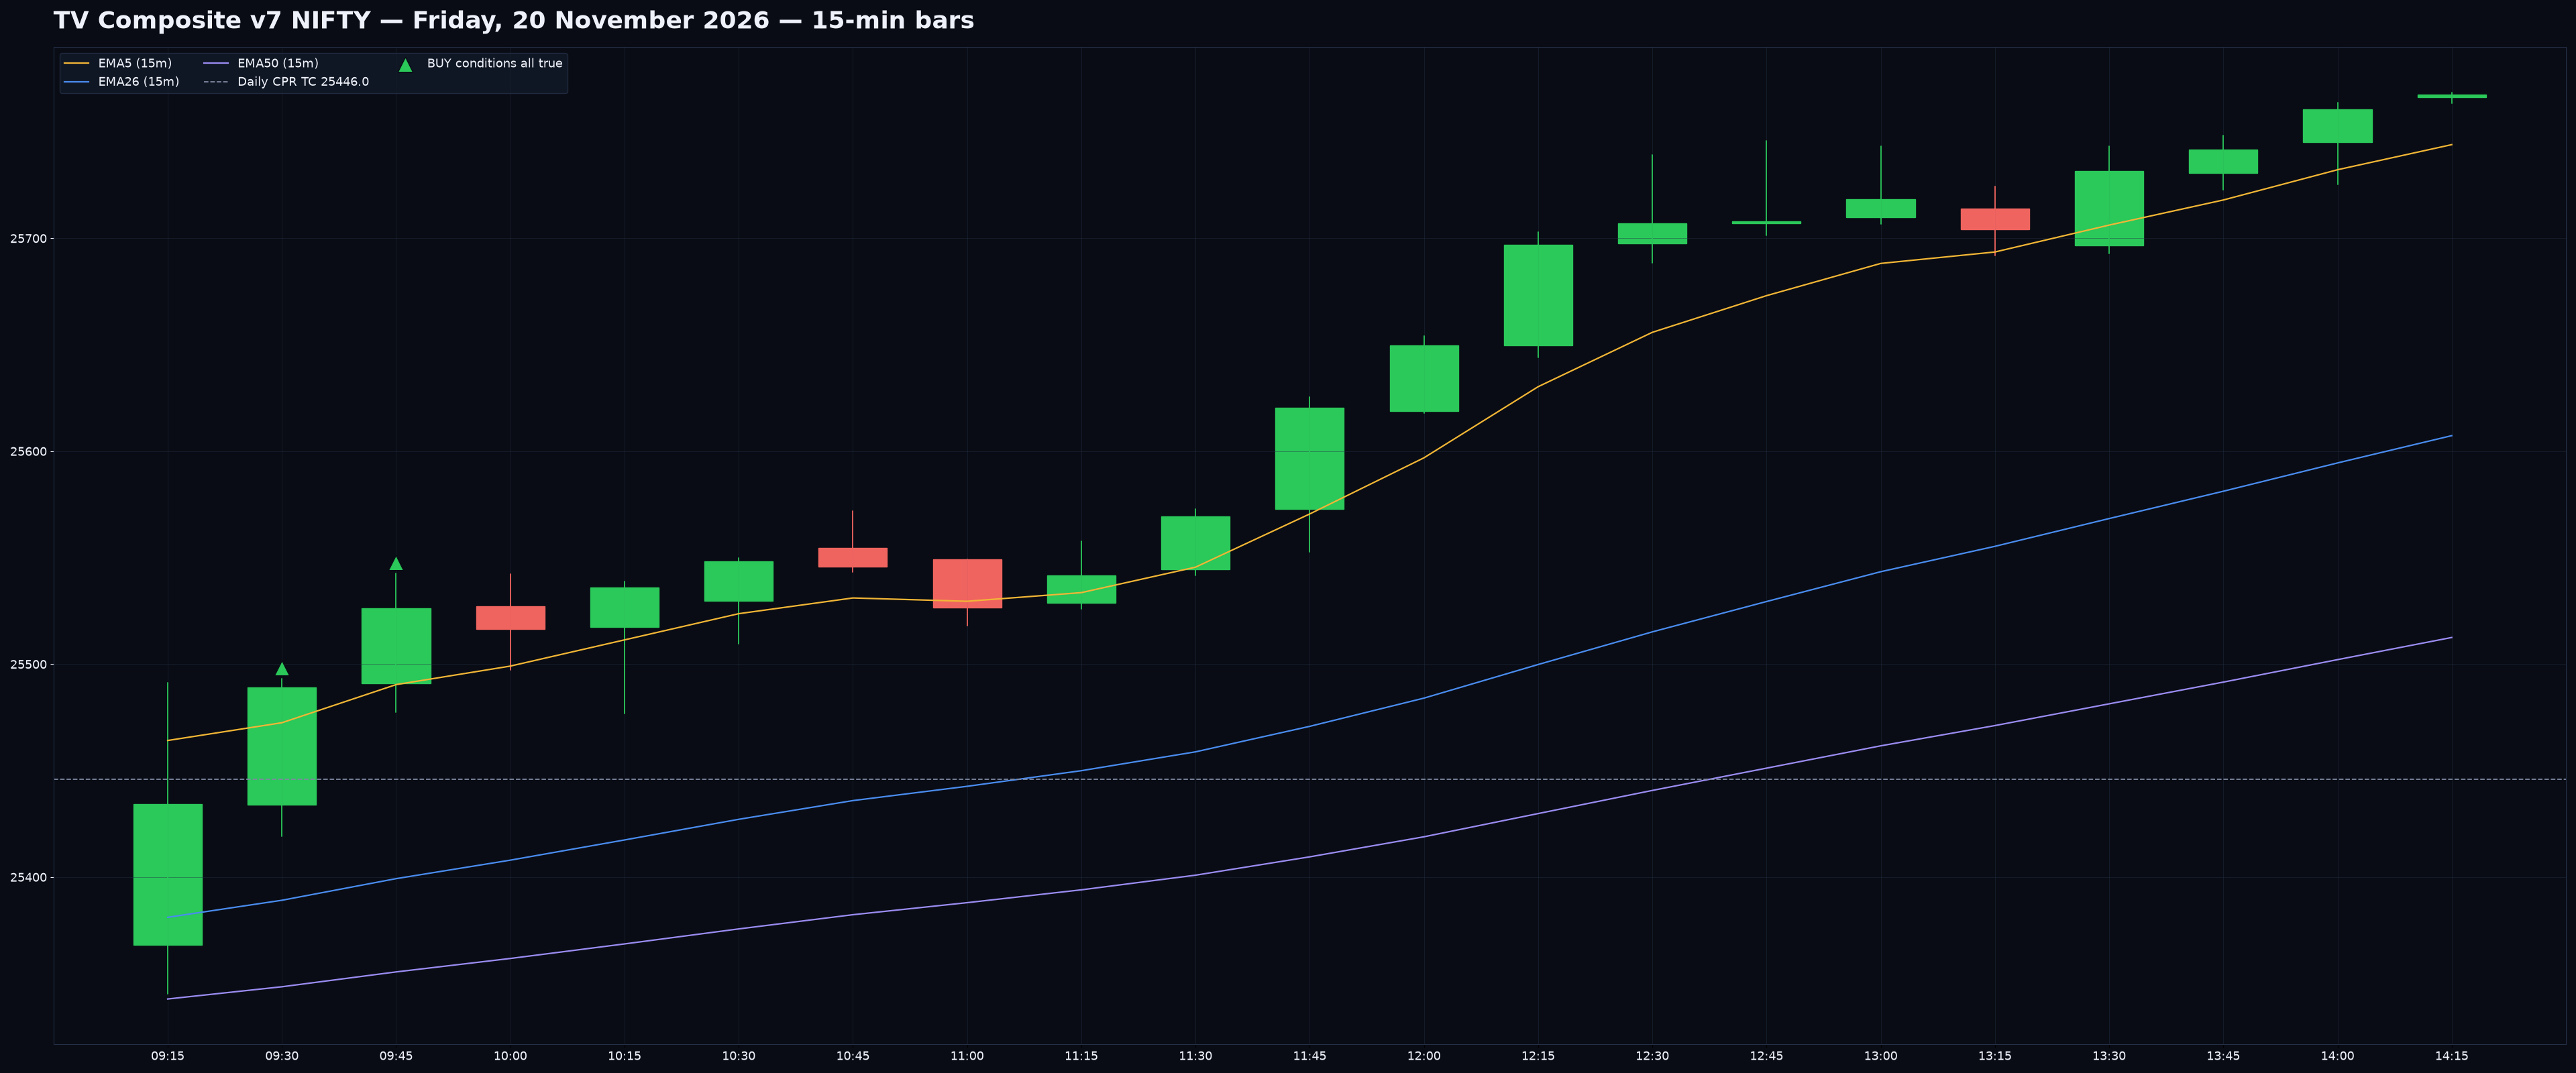 TV Composite v7 NIFTY — Friday, 20 November 2026 — 15-min bars
EMA5 (15m) EMA50 (15m) BUY conditions all true
EMA26 (15m) Daily CPR TC 25446.0
25700
25600
25500
25400
09:15 09:30 09:45 10:00 10:15 10:30 10:45 11:00 11:15 11:30 11:45 12:00 12:15 12:30 12:45 13:00 13:15 13:30 13:45 14:00 14:15